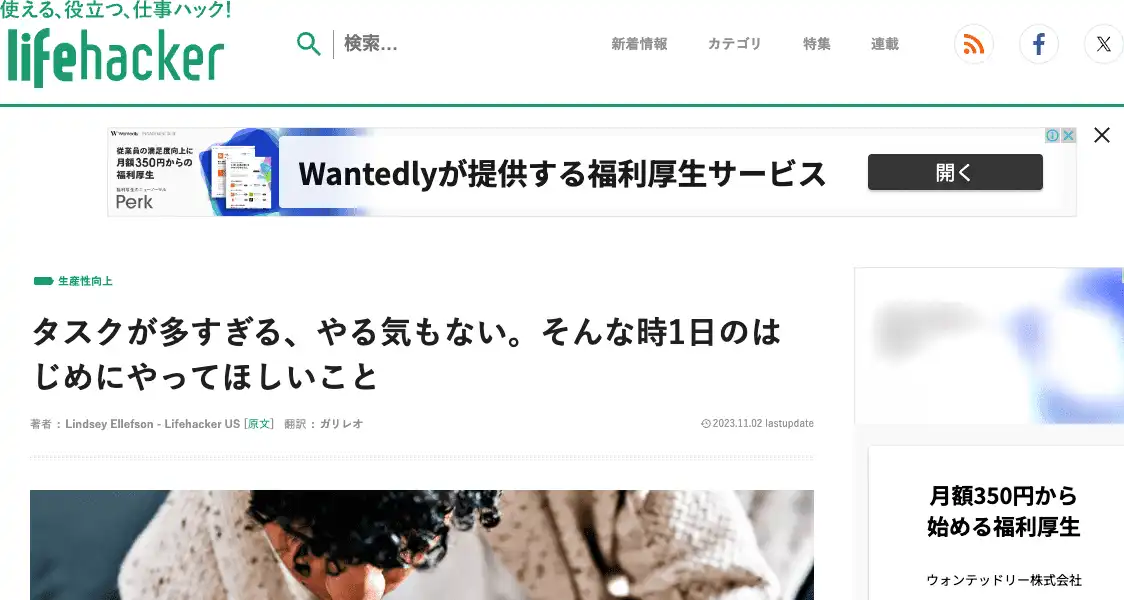 使える、役立つ、仕事ハック!
lifehacker
検索...
新着情報 カテゴリ 特集 連載
Wantedly
従業員の満足度向上に
月額350円からの
福利厚生
Perk
Wantedlyが提供する福利厚生サービス
開く
生産性向上
タスクが多すぎる、やる気もない。そんな時1日のは
じめにやってほしいこと
著者 : Lindsey Ellefson - Lifehacker US [原文] 翻訳 : ガリレオ
2023.11.02 lastupdate
月額350円から
始める福利厚生
ウォンテッドリー株式会社